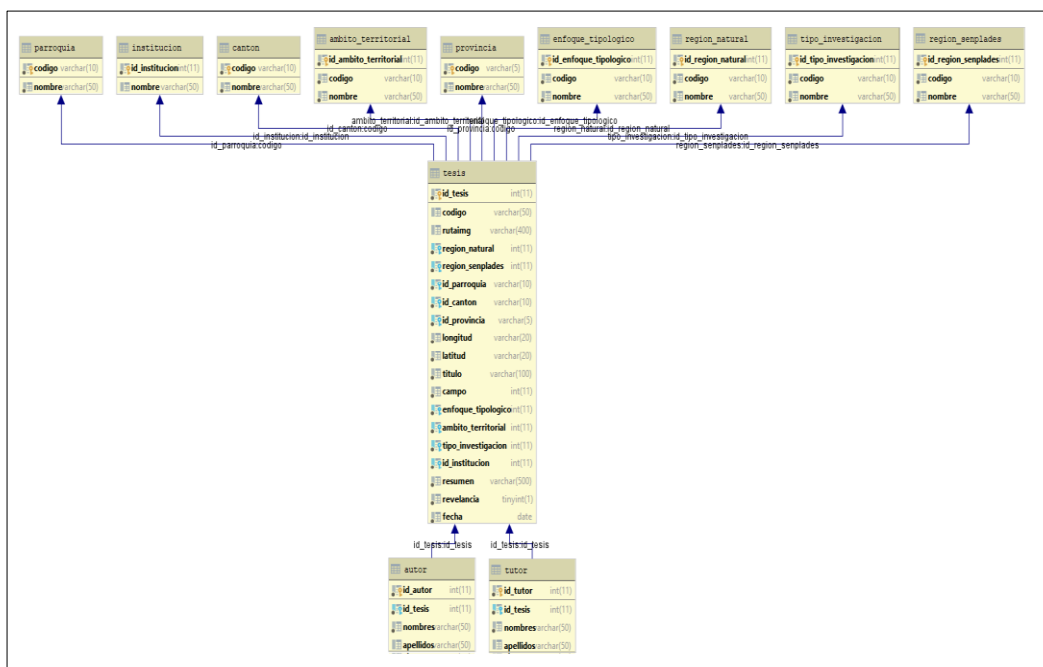 parroquia
codigo varchar(10)
nombre varchar(50)
institucion
id_institucion int(11)
nombre varchar(50)
canton
codigo varchar(10)
nombre varchar(50)
ambito_territorial
id_ambito_territorial int(11)
codigo varchar(10)
nombre varchar(50)
provincia
codigo varchar(5)
nombre varchar(50)
enfoque_tipologico
id_enfoque_tipologico int(11)
codigo varchar(10)
nombre varchar(50)
region_natural
id_region_natural int(11)
codigo varchar(10)
nombre varchar(50)
tipo_investigacion
id_tipo_investigacion int(11)
codigo varchar(10)
nombre varchar(50)
region_senplades
id_region_senplades int(11)
codigo varchar(10)
nombre varchar(50)
ambito_territorial:id_ambito_territorial
enfoque_tipologico:id_enfoque_tipologico
id_canton:codigo
id_provincia:codigo
region_natural:id_region_natural
id_institucion:id_institucion
tipo_investigacion:id_tipo_investigacion
id_parroquia:codigo
region_senplades:id_region_senplades
tesis
id_tesis int(11)
codigo varchar(50)
rutaimg varchar(400)
region_natural int(11)
region_senplades int(11)
id_parroquia varchar(10)
id_canton varchar(10)
id_provincia varchar(5)
longitud varchar(20)
latitud varchar(20)
titulo varchar(100)
campo int(11)
enfoque_tipologico int(11)
ambito_territorial int(11)
tipo_investigacion int(11)
id_institucion int(11)
resumen varchar(500)
revelancia tinyint(1)
fecha date
id_tesis:id_tesis
id_tesis:id_tesis
autor
id_autor int(11)
id_tesis int(11)
nombres varchar(50)
apellidos varchar(50)
tutor
id_tutor int(11)
id_tesis int(11)
nombres varchar(50)
apellidos varchar(50)